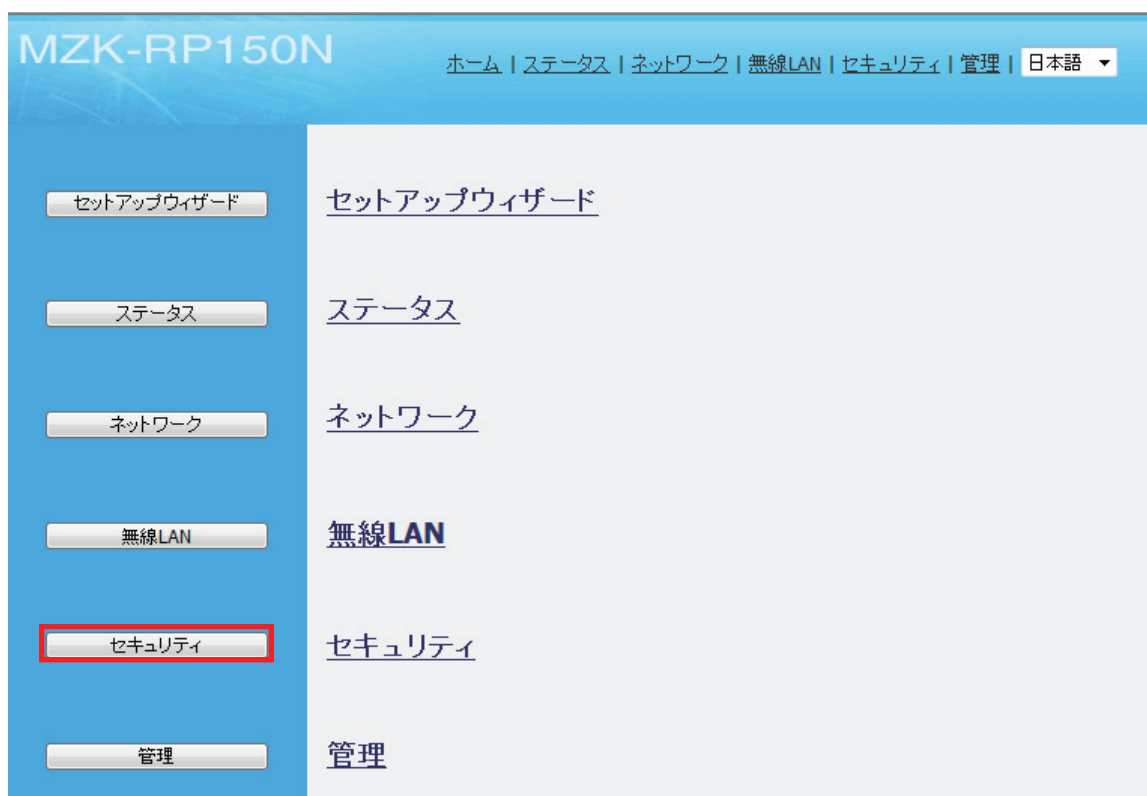 MZK-RP150N
ホーム | ステータス | ネットワーク | 無線LAN | セキュリティ | 管理 | 日本語
セットアップウィザード セットアップウィザード
ステータス ステータス
ネットワーク ネットワーク
無線LAN 無線LAN
セキュリティ セキュリティ
管理 管理